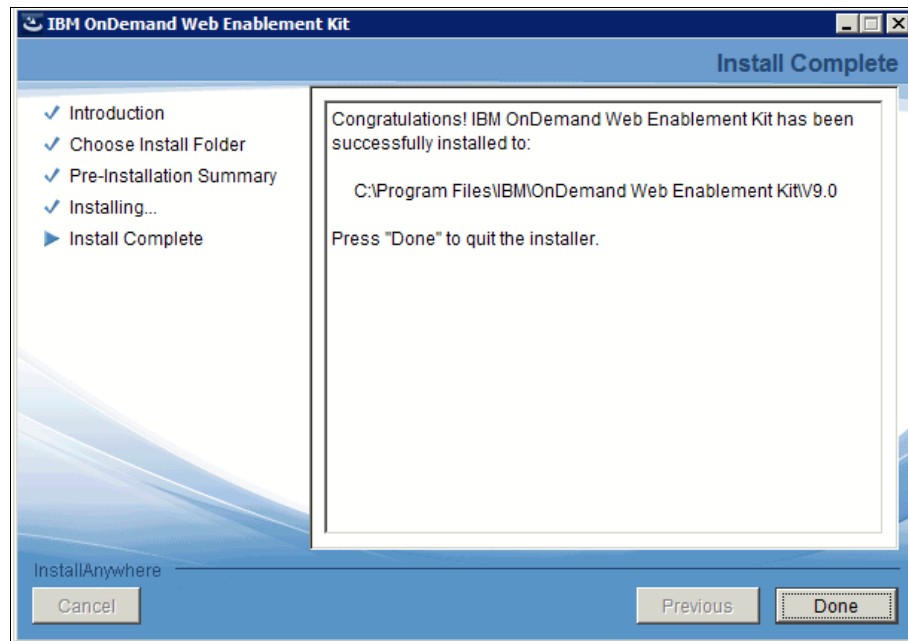 IBM OnDemand Web Enablement Kit
Install Complete
Introduction
Choose Install Folder
Pre-Installation Summary
Installing...
Install Complete
Congratulations! IBM OnDemand Web Enablement Kit has been
successfully installed to:
C:\Program Files\IBM\OnDemand Web Enablement Kit\V9.0
Press "Done" to quit the installer.
InstallAnywhere
Cancel
Previous
Done